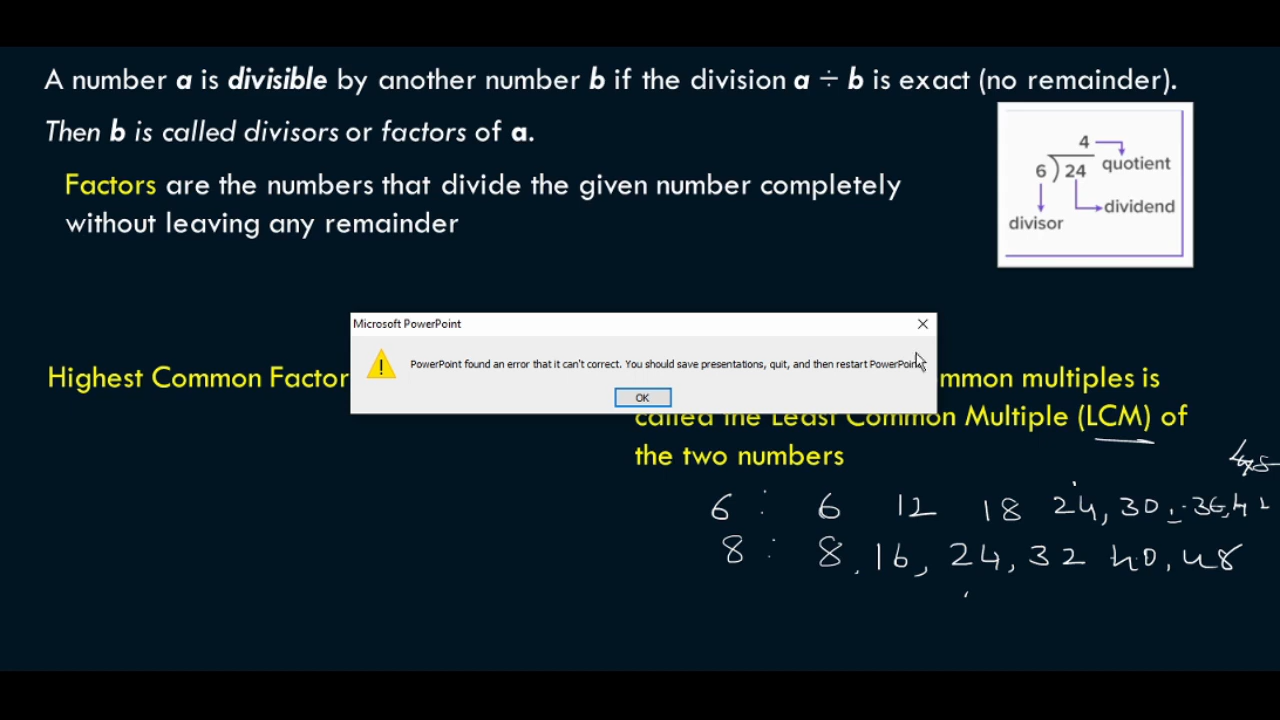 A number a is divisible by another number b if the division a ÷ b is exact (no remainder).
Then b is called divisors or factors of a.
Factors are the numbers that divide the given number completely
without leaving any remainder
4
quotient
6 ) 24
dividend
divisor
Microsoft PowerPoint
PowerPoint found an error that it can't correct. You should save presentations, quit, and then restart PowerPoint.
OK
Highest Common Factor
mmon multiples is
called the Least Common Multiple (LCM) of
the two numbers
6 : 6 12 18 24, 30, 36, 42
8 : 8, 16, 24, 32 40, 48